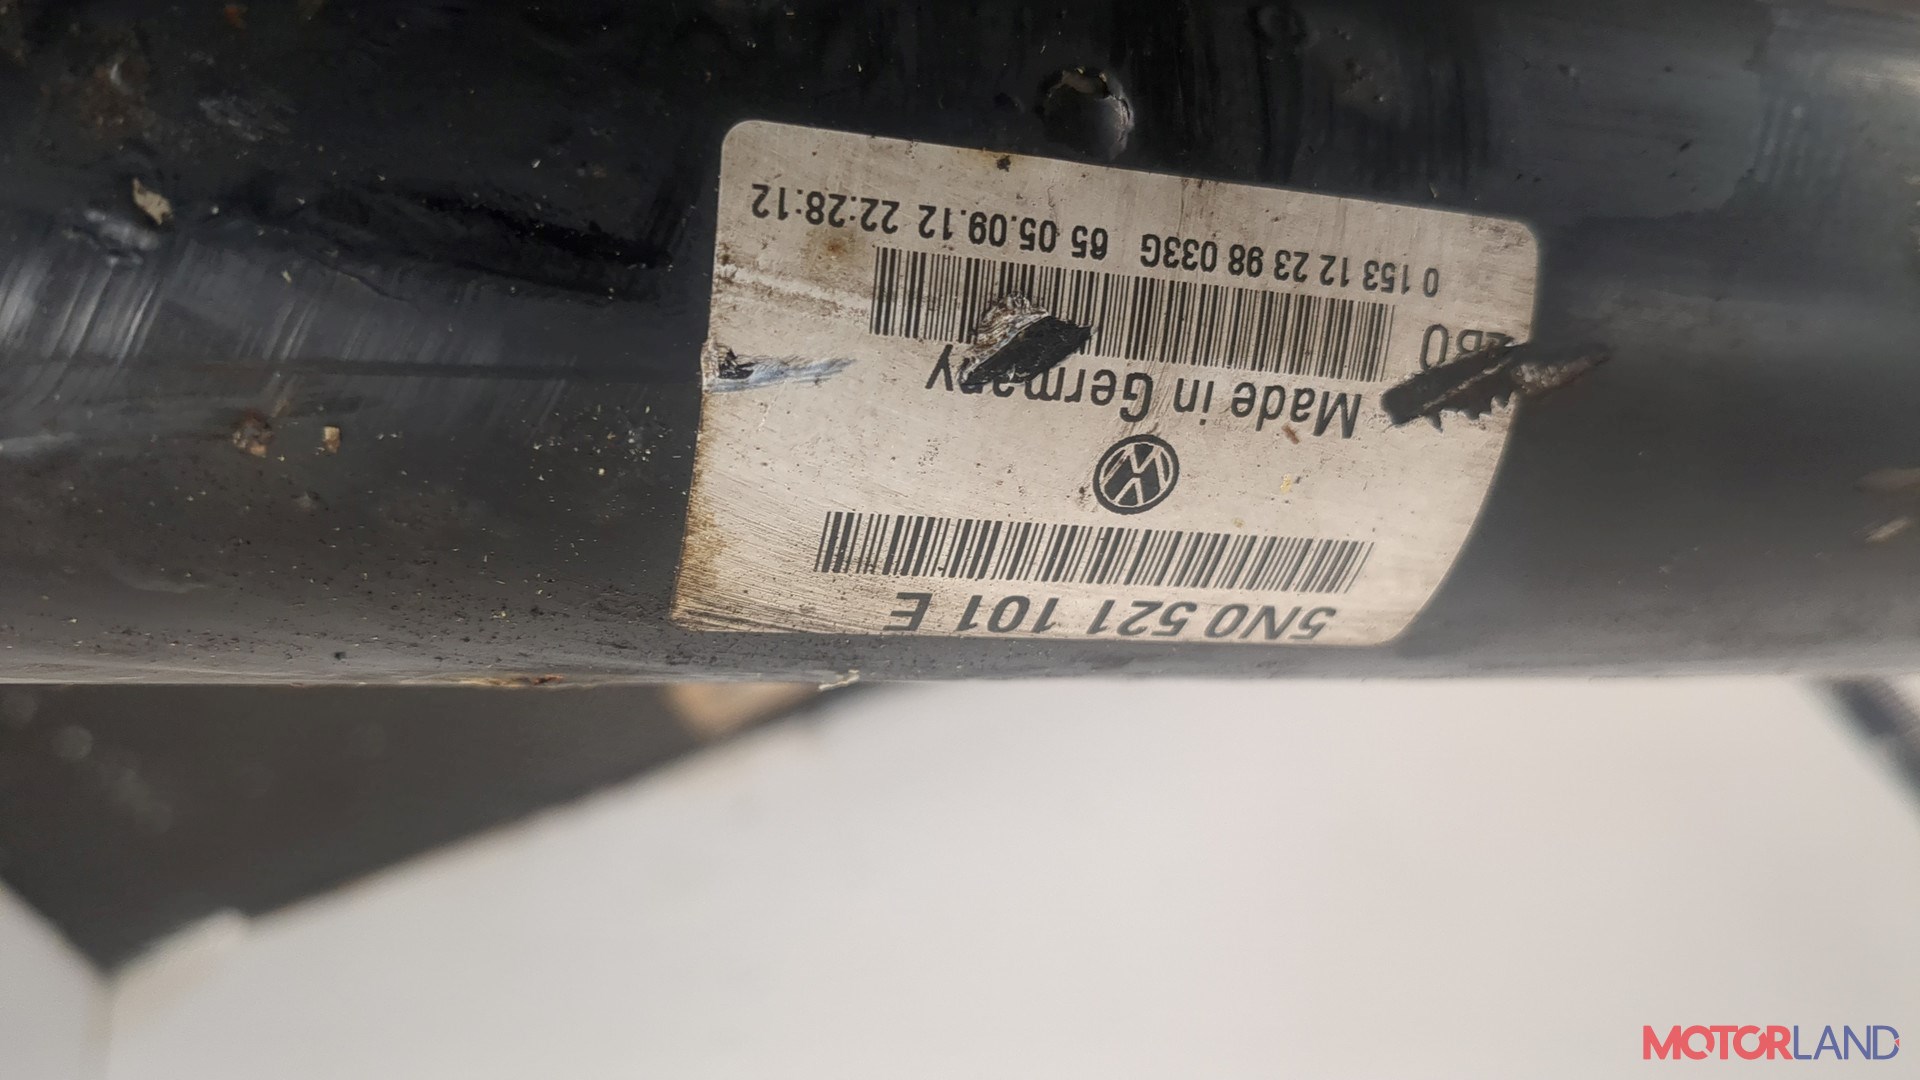 5N0 521 101 E
Made in Germany
0 153 12 23 98 033G 65 05.09.12 22:28:12
MOTORLAND